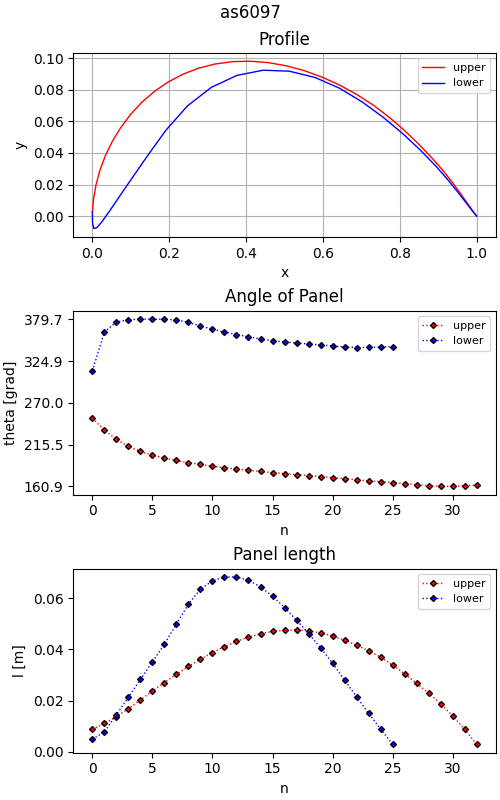 as6097
Profile
0.10
0.08
0.06
0.04
0.02
0.00
y
upper
lower
0.0 0.2 0.4 0.6 0.8 1.0
x
Angle of Panel
379.7
324.9
270.0
215.5
160.9
theta [grad]
upper
lower
0 5 10 15 20 25 30
n
Panel length
0.06
0.04
0.02
0.00
l [m]
upper
lower
0 5 10 15 20 25 30
n